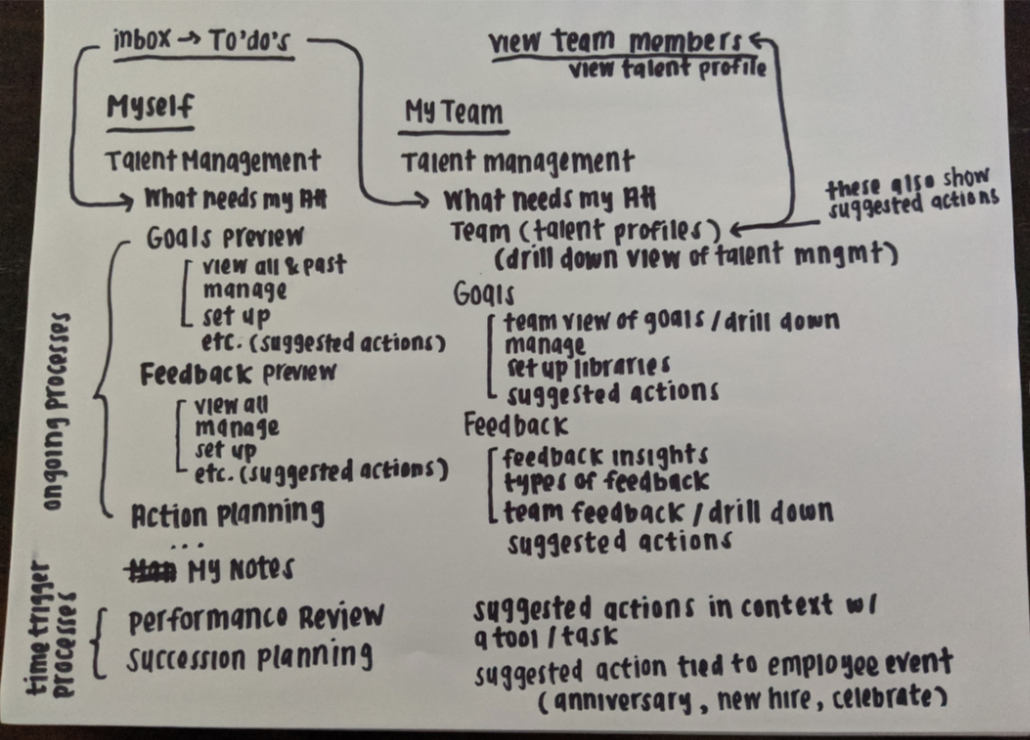 inbox → To'do's
view team members
view talent profile
Myself
Talent Management
What needs my Att
Goals preview
view all & past
manage
set up
etc. (suggested actions)
Feedback preview
view all
manage
set up
etc. (suggested actions)
Action planning
...
My Notes
ongoing processes
Performance Review
Succession planning
time trigger
processes
My Team
Talent management
What needs my Att
Team (talent profiles)
(drill down view of talent mngmt)
these also show
suggested actions
Goals
team view of goals / drill down
manage
set up libraries
suggested actions
Feedback
feedback insights
types of feedback
team feedback / drill down
suggested actions
suggested actions in context w/
a tool / task
suggested action tied to employee event
(anniversary, new hire, celebrate)